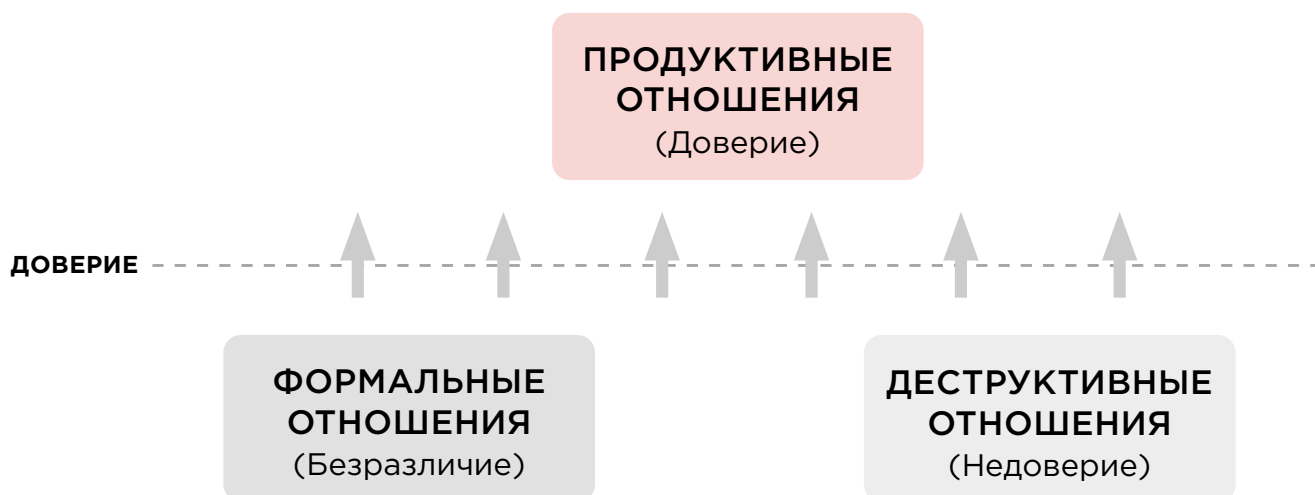 ПРОДУКТИВНЫЕ
ОТНОШЕНИЯ
(Доверие)
ДОВЕРИЕ
ФОРМАЛЬНЫЕ
ОТНОШЕНИЯ
(Безразличие)
ДЕСТРУКТИВНЫЕ
ОТНОШЕНИЯ
(Недоверие)